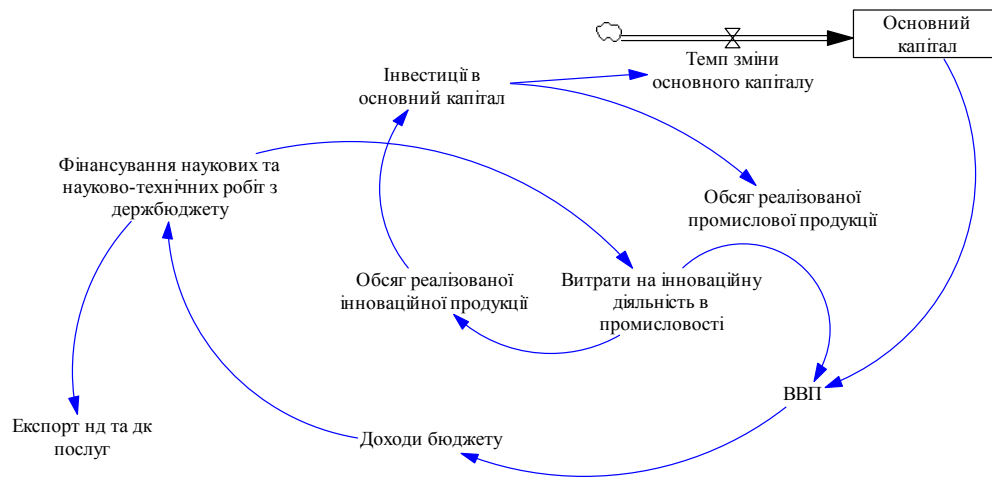 Основний
капітал
Темп зміни
основного капіталу
Інвестиції в
основний капітал
Фінансування наукових та
науково-технічних робіт з
держбюджету
Обсяг реалізованої
промислової продукції
Обсяг реалізованої
інноваційної продукції
Витрати на інноваційну
діяльність в
промисловості
ВВП
Експорт нд та дк
послуг
Доходи бюджету